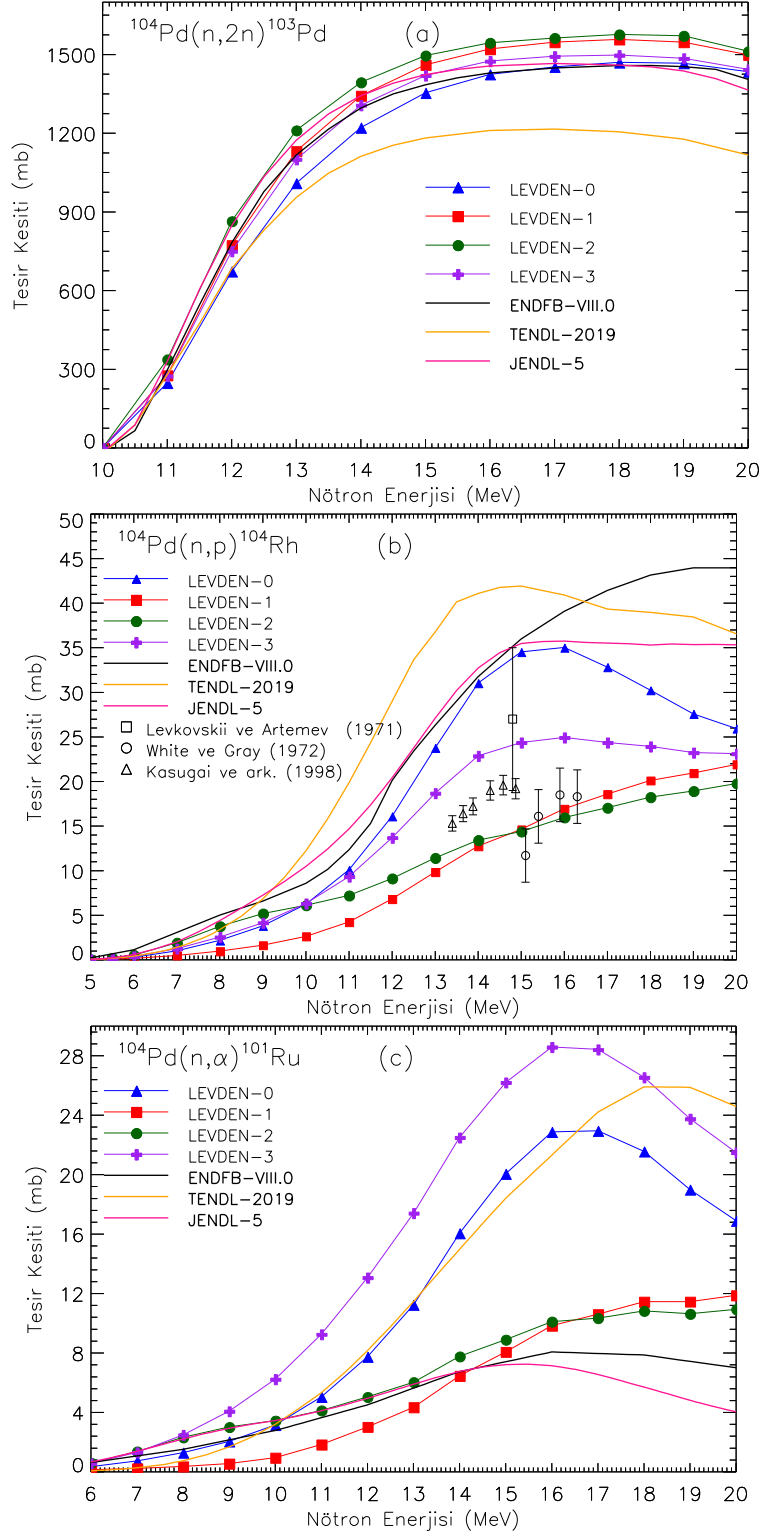 ¹⁰⁴Pd(n,2n)¹⁰³Pd (a)
1500
1200
900
600
300
0
Tesir Kesiti (mb)
LEVDEN−0
LEVDEN−1
LEVDEN−2
LEVDEN−3
ENDFB−VIII.0
TENDL−2019
JENDL−5
10 11 12 13 14 15 16 17 18 19 20
Nötron Enerjisi (MeV)
¹⁰⁴Pd(n,p)¹⁰⁴Rh (b)
50
45
40
35
30
25
20
15
10
5
0
Tesir Kesiti (mb)
LEVDEN−0
LEVDEN−1
LEVDEN−2
LEVDEN−3
ENDFB−VIII.0
TENDL−2019
JENDL−5
Levkovskii ve Artemev (1971)
White ve Gray (1972)
Kasugai ve ark. (1998)
5 6 7 8 9 10 11 12 13 14 15 16 17 18 19 20
Nötron Enerjisi (MeV)
¹⁰⁴Pd(n,α)¹⁰¹Ru (c)
28
24
20
16
12
8
4
0
Tesir Kesiti (mb)
LEVDEN−0
LEVDEN−1
LEVDEN−2
LEVDEN−3
ENDFB−VIII.0
TENDL−2019
JENDL−5
6 7 8 9 10 11 12 13 14 15 16 17 18 19 20
Nötron Enerjisi (MeV)